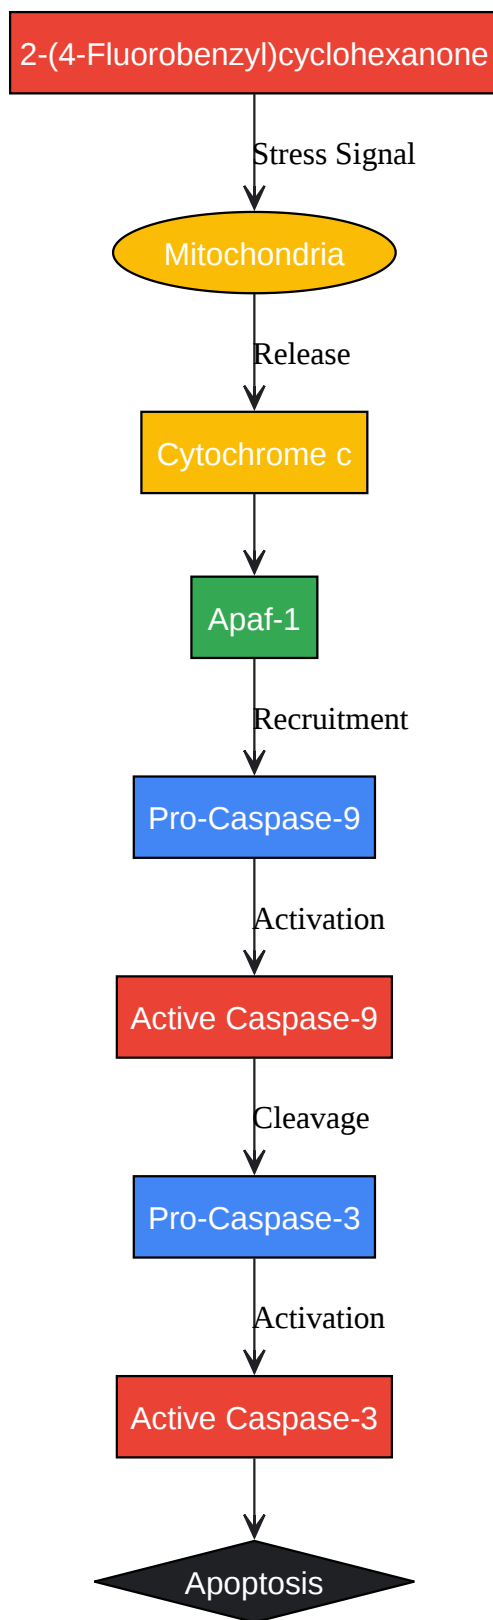 2-(4-Fluorobenzyl)cyclohexanone
Stress Signal
Mitochondria
Release
Cytochrome c
Apaf-1
Recruitment
Pro-Caspase-9
Activation
Active Caspase-9
Cleavage
Pro-Caspase-3
Activation
Active Caspase-3
Apoptosis